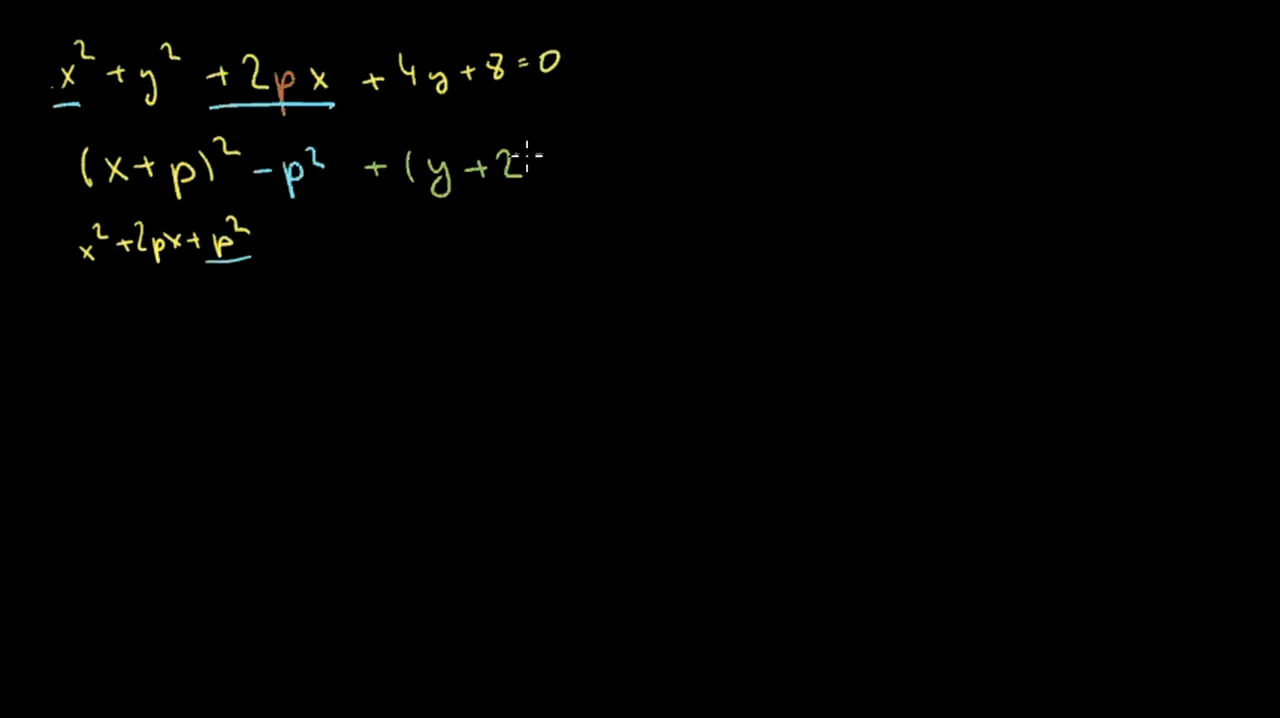 x² + y² + 2px + 4y + 8 = 0
(x + p)² - p² + (y + 2
x² + 2px + p²